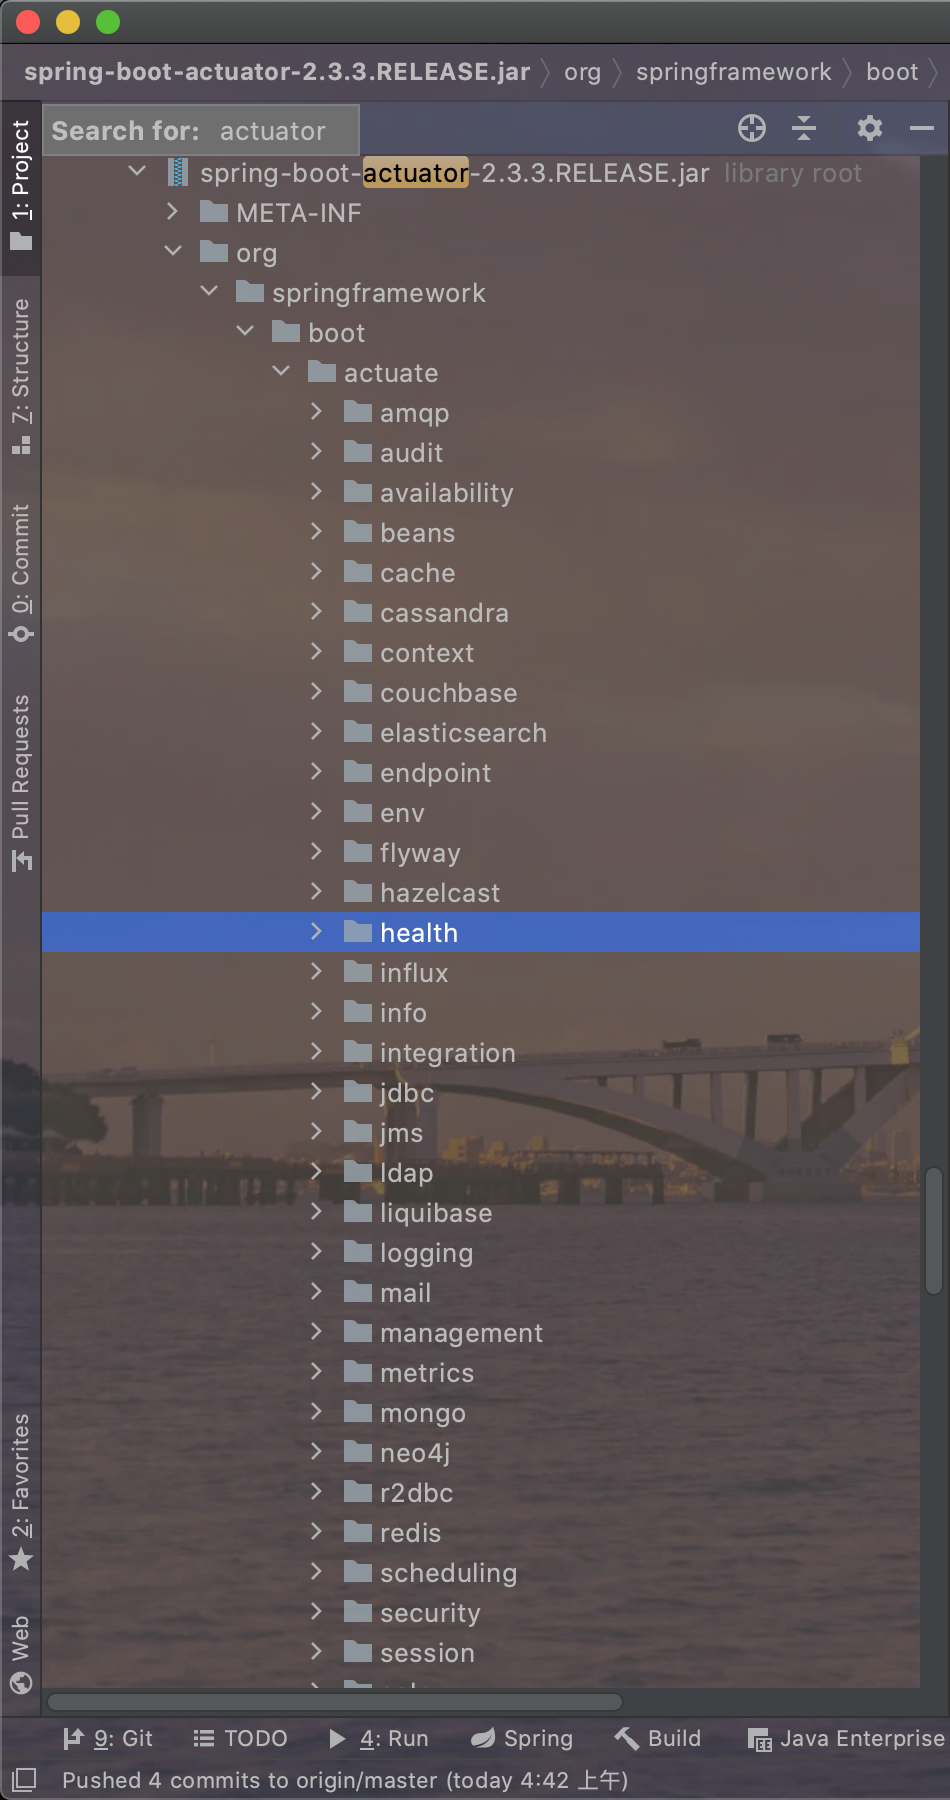 spring-boot-actuator-2.3.3.RELEASE.jar org springframework boot
Search for: actuator
spring-boot-actuator-2.3.3.RELEASE.jar library root
META-INF
org
springframework
boot
actuate
amqp
audit
availability
beans
cache
cassandra
context
couchbase
elasticsearch
endpoint
env
flyway
hazelcast
health
influx
info
integration
jdbc
jms
ldap
liquibase
logging
mail
management
metrics
mongo
neo4j
r2dbc
redis
scheduling
security
session
1: Project
7: Structure
0: Commit
Pull Requests
2: Favorites
Web
9: Git TODO 4: Run Spring Build Java Enterprise
Pushed 4 commits to origin/master (today 4:42 上午)